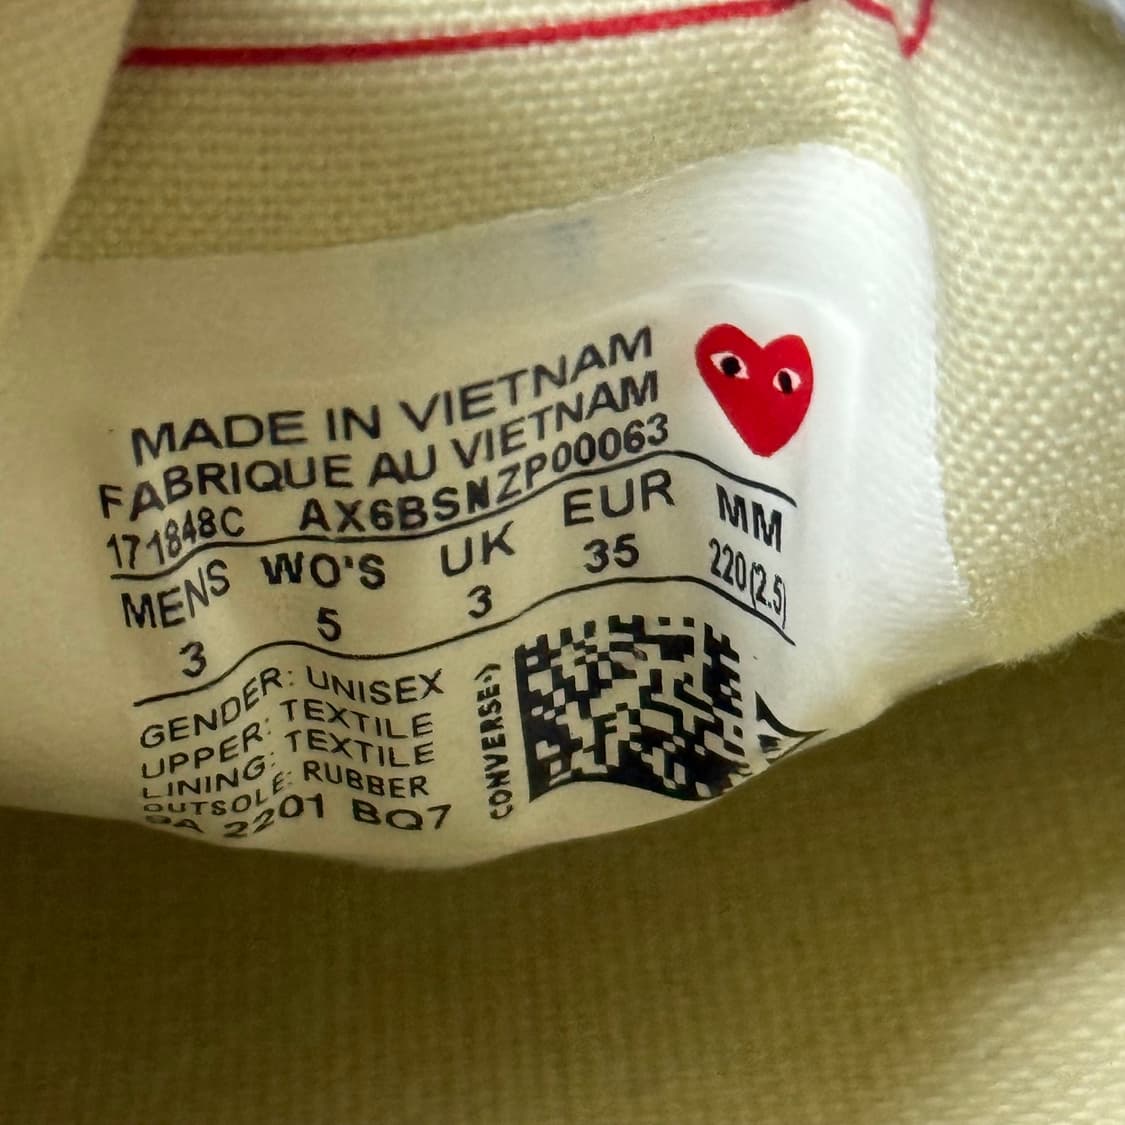 MADE IN VIETNAM
FABRIQUE AU VIETNAM
171848C AX6BSNZP00063
MENS WO'S UK EUR MM
3 5 3 35 220(2.5)
GENDER: UNISEX
UPPER: TEXTILE
LINING: TEXTILE
OUTSOLE: RUBBER
2201 BQ7
CONVERSE